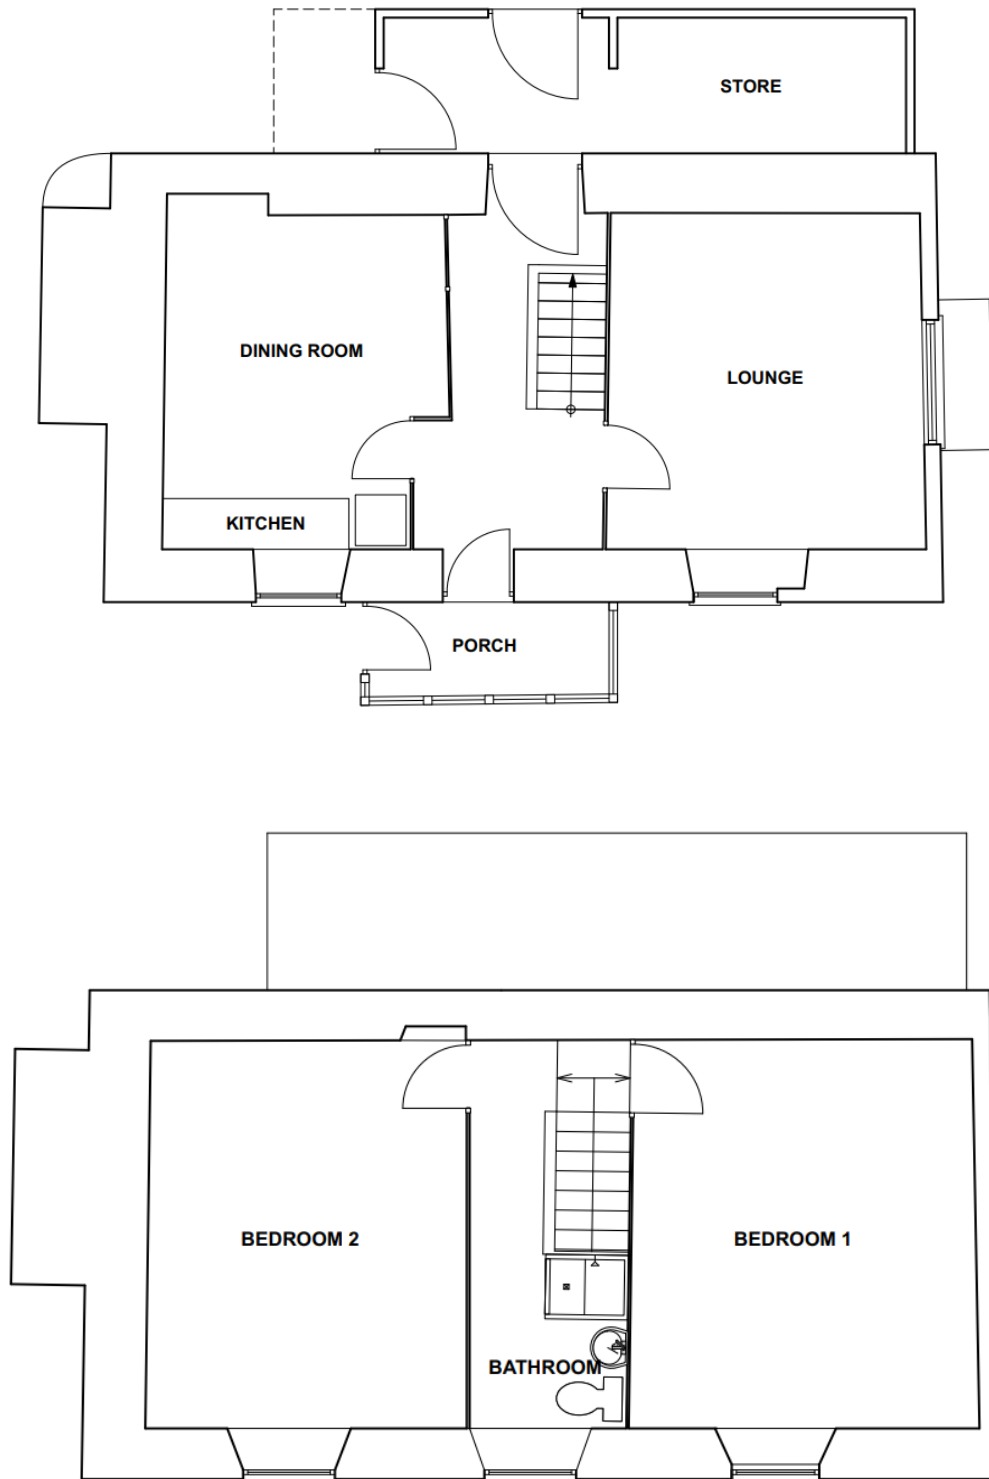 STORE
DINING ROOM
LOUNGE
KITCHEN
PORCH
BEDROOM 2
BEDROOM 1
BATHROOM